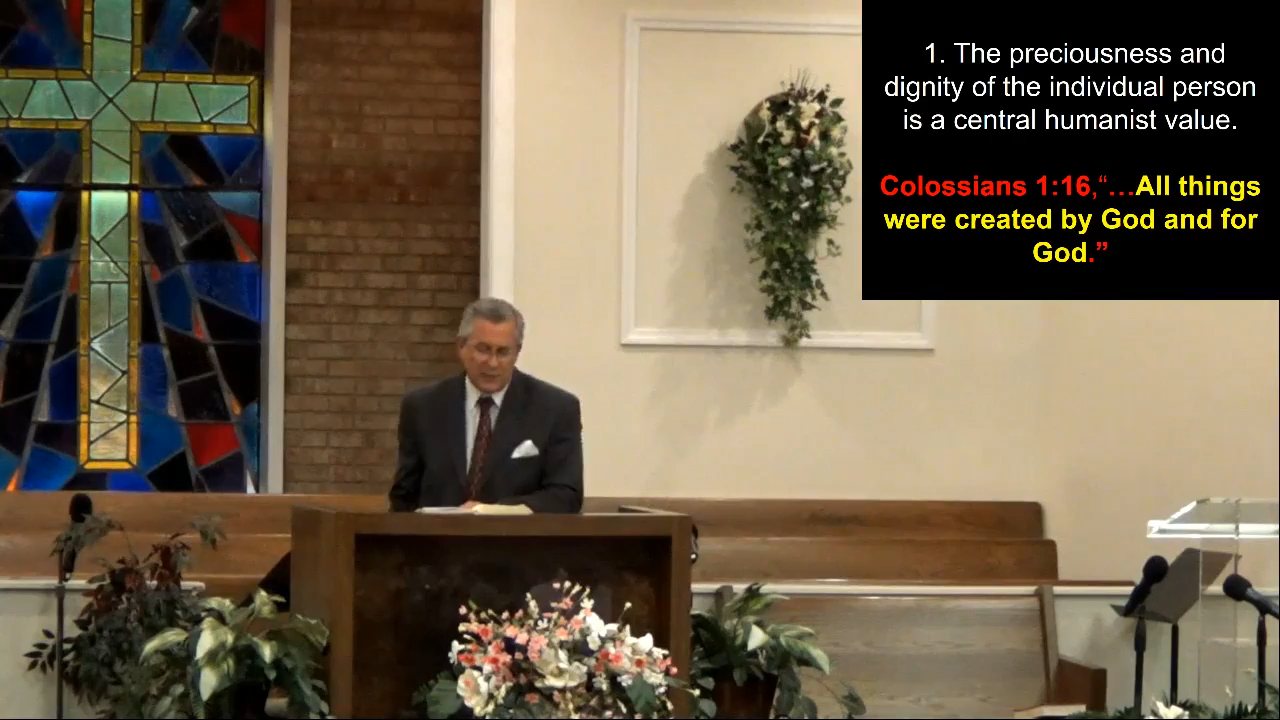 1. The preciousness and
dignity of the individual person
is a central humanist value.
Colossians 1:16,“…All things
were created by God and for
God.”